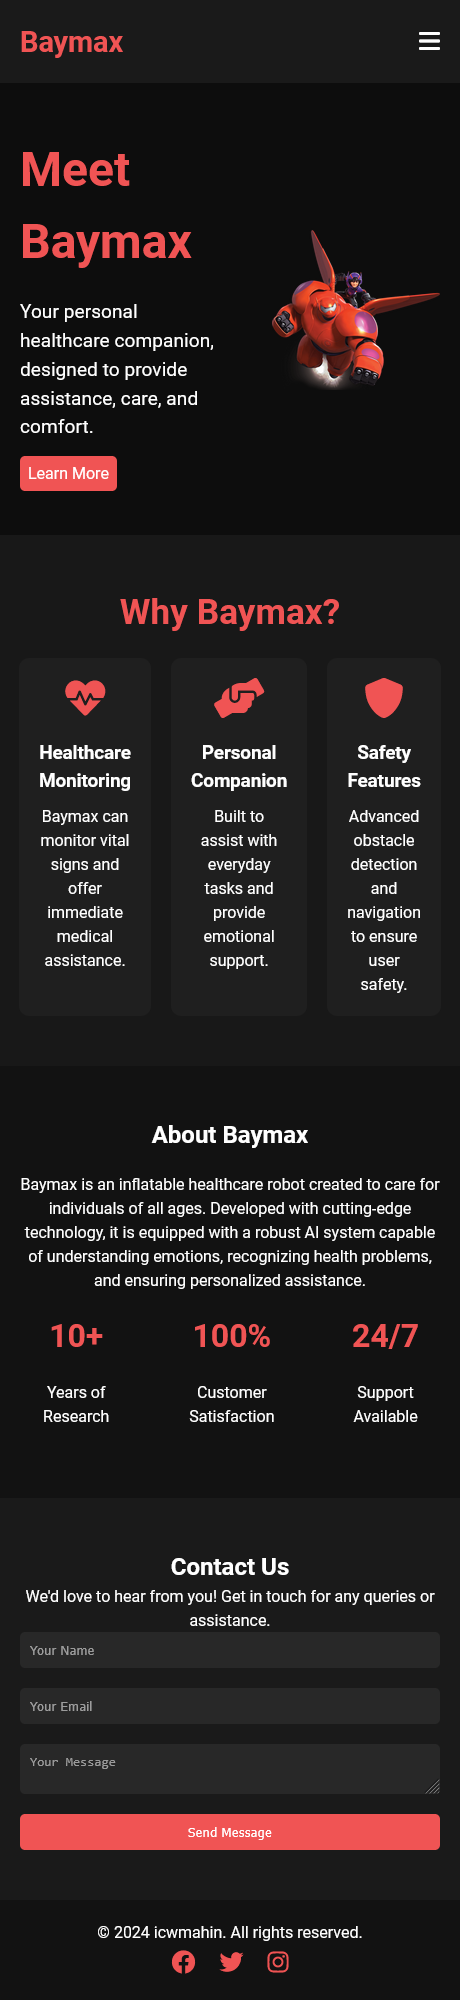 Baymax
Meet
Baymax
Your personal
healthcare companion,
designed to provide
assistance, care, and
comfort.
Learn More
Why Baymax?
Healthcare
Monitoring
Baymax can
monitor vital
signs and
offer
immediate
medical
assistance.
Personal
Companion
Built to
assist with
everyday
tasks and
provide
emotional
support.
Safety
Features
Advanced
obstacle
detection
and
navigation
to ensure
user
safety.
About Baymax
Baymax is an inflatable healthcare robot created to care for
individuals of all ages. Developed with cutting-edge
technology, it is equipped with a robust AI system capable
of understanding emotions, recognizing health problems,
and ensuring personalized assistance.
10+
Years of
Research
100%
Customer
Satisfaction
24/7
Support
Available
Contact Us
We'd love to hear from you! Get in touch for any queries or
assistance.
Your Name
Your Email
Your Message
Send Message
© 2024 icwmahin. All rights reserved.